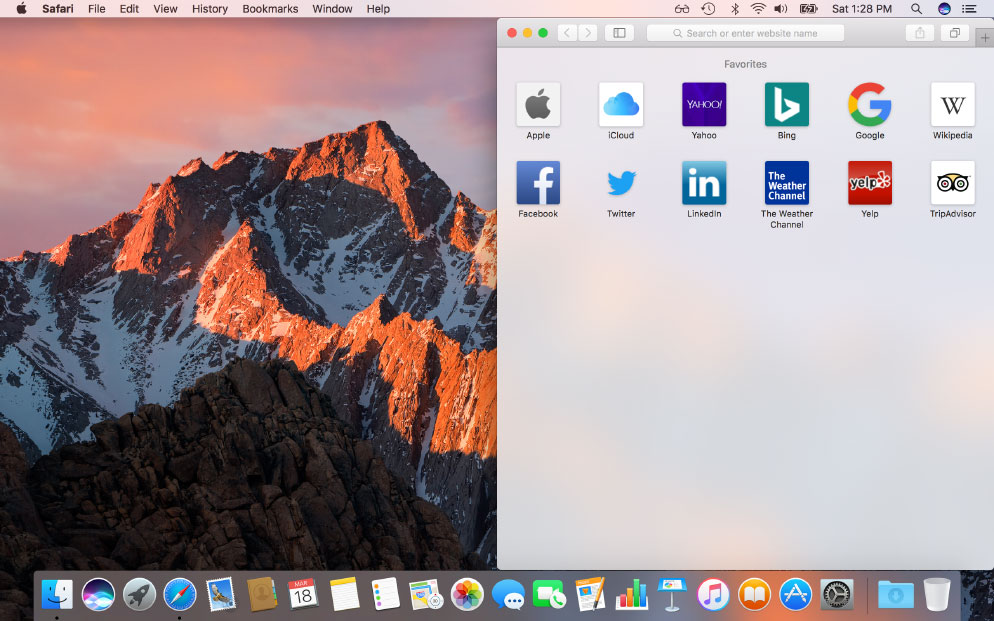 Safari File Edit View History Bookmarks Window Help Sat 1:28 PM
Search or enter website name
Favorites
YAHOO!
W
Apple iCloud Yahoo Bing Google Wikipedia
The
Weather
Channel
yelp
in
Facebook Twitter LinkedIn The Weather Channel Yelp TripAdvisor
MAR
18